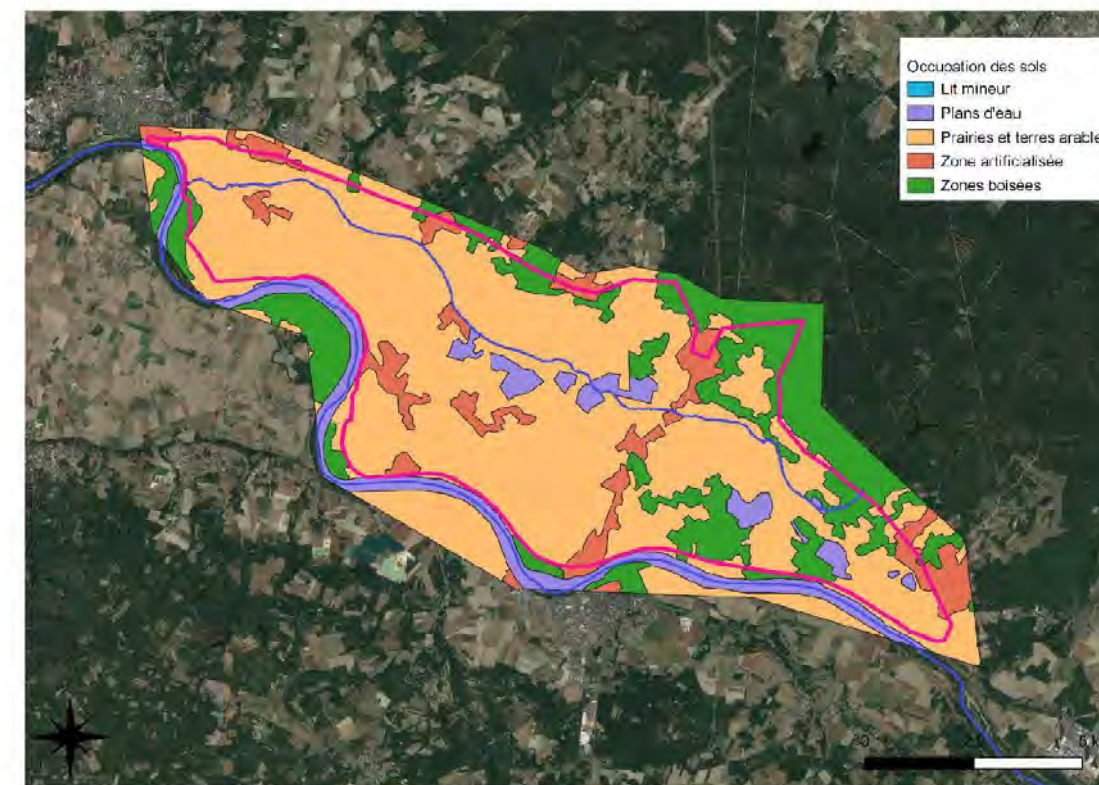 Occupation des sols
Lit mineur
Plans d'eau
Prairies et terres arable
Zone artificialisée
Zones boisées